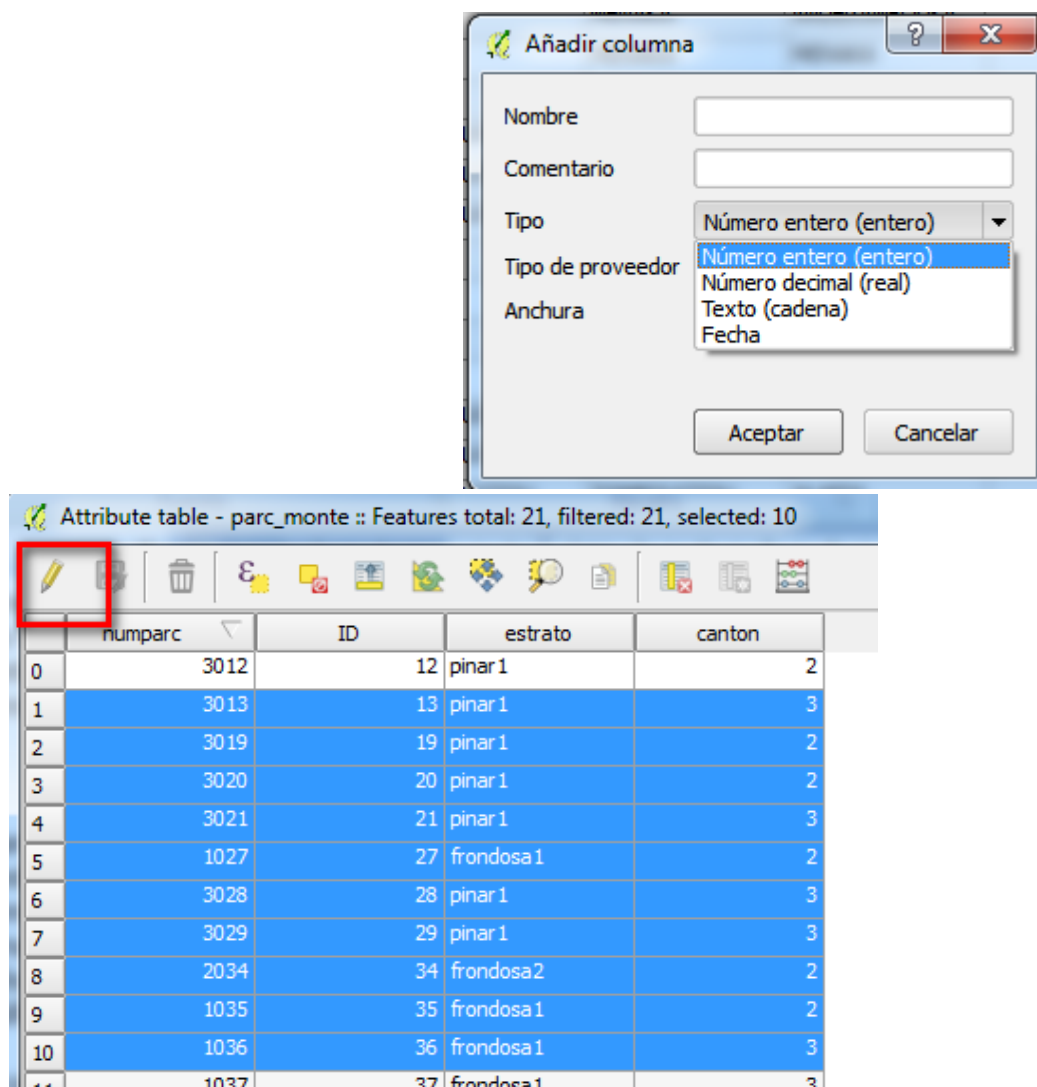 Añadir columna
Nombre
Comentario
Tipo Número entero (entero)
Número entero (entero)
Número decimal (real)
Texto (cadena)
Fecha
Tipo de proveedor
Anchura
Aceptar Cancelar
Attribute table - parc_monte :: Features total: 21, filtered: 21, selected: 10
numparc ID estrato canton
0 3012 12 pinar1 2
1 3013 13 pinar1 3
2 3019 19 pinar1 2
3 3020 20 pinar1 2
4 3021 21 pinar1 3
5 1027 27 frondosa1 2
6 3028 28 pinar1 3
7 3029 29 pinar1 3
8 2034 34 frondosa2 2
9 1035 35 frondosa1 2
10 1036 36 frondosa1 3
1037 37 frondosa1 3